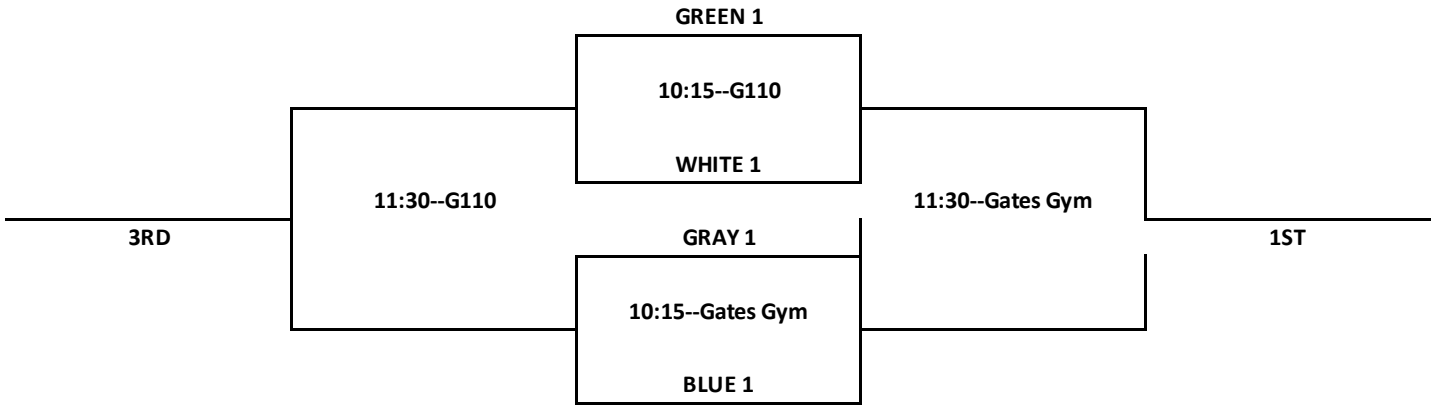 GREEN 1
10:15--G110
WHITE 1
11:30--G110
11:30--Gates Gym
3RD
GRAY 1
1ST
10:15--Gates Gym
BLUE 1